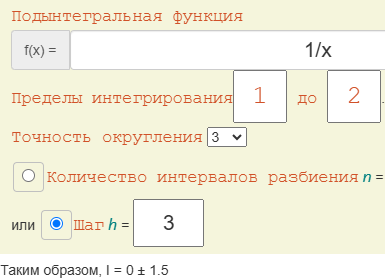 Подынтегральная функция
f(x) = 1/x
Пределы интегрирования 1 до 2.
Точность округления 3
Количество интервалов разбиения n =
или Шаг h = 3
Таким образом, I = 0 ± 1.5